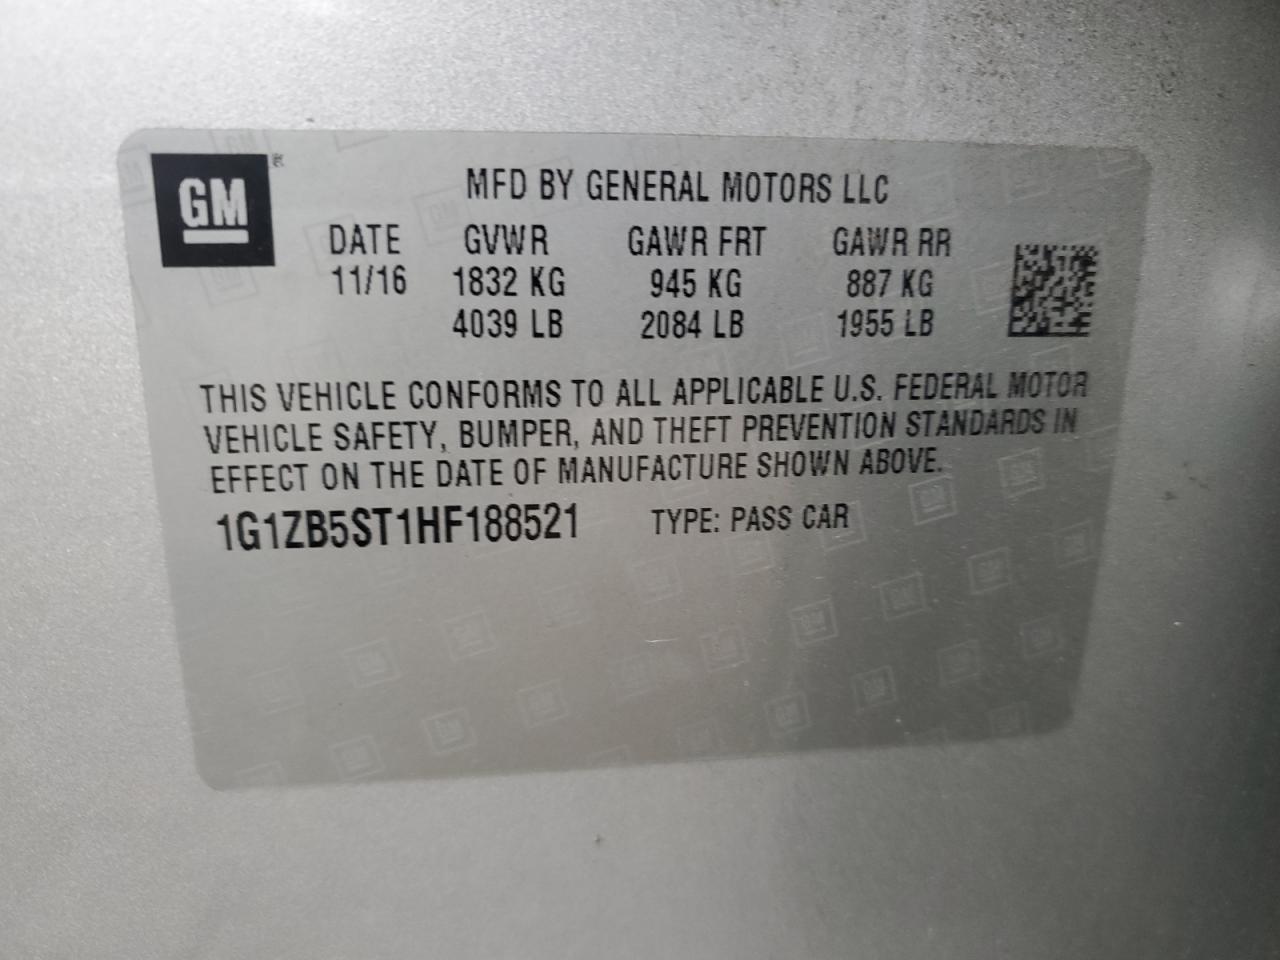 GM
MFD BY GENERAL MOTORS LLC
DATE GVWR GAWR FRT GAWR RR
11/16 1832 KG 945 KG 887 KG
4039 LB 2084 LB 1955 LB
THIS VEHICLE CONFORMS TO ALL APPLICABLE U.S. FEDERAL MOTOR
VEHICLE SAFETY, BUMPER, AND THEFT PREVENTION STANDARDS IN
EFFECT ON THE DATE OF MANUFACTURE SHOWN ABOVE.
1G1ZB5ST1HF188521 TYPE: PASS CAR